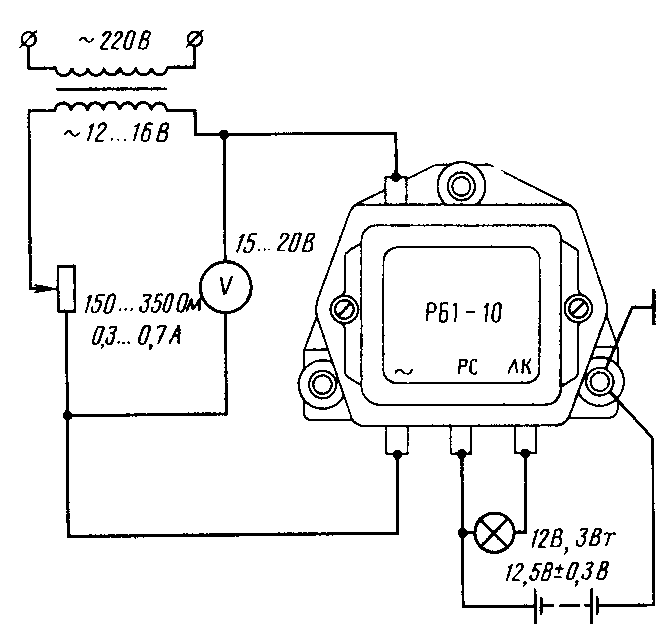 ~220В
~12...16В
15...20В
V
150...350Ом
0,3...0,7А
РБ1-10
~ РС ЛК
12В, 3Вт
12,5В±0,3В